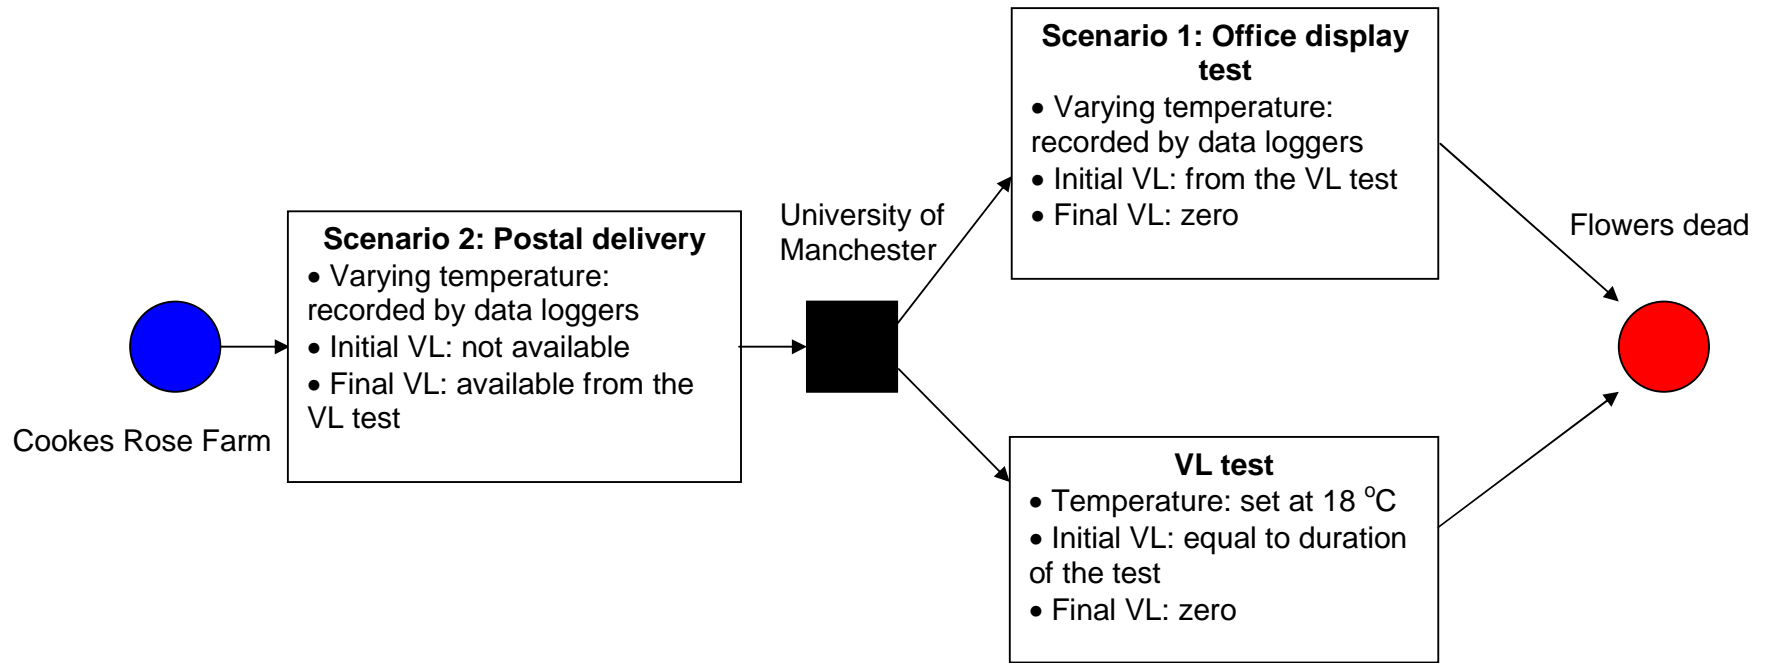 Cookes Rose Farm
Scenario 2: Postal delivery
• Varying temperature:
recorded by data loggers
• Initial VL: not available
• Final VL: available from the
VL test
University of
Manchester
Scenario 1: Office display
test
• Varying temperature:
recorded by data loggers
• Initial VL: from the VL test
• Final VL: zero
VL test
• Temperature: set at 18 °C
• Initial VL: equal to duration
of the test
• Final VL: zero
Flowers dead